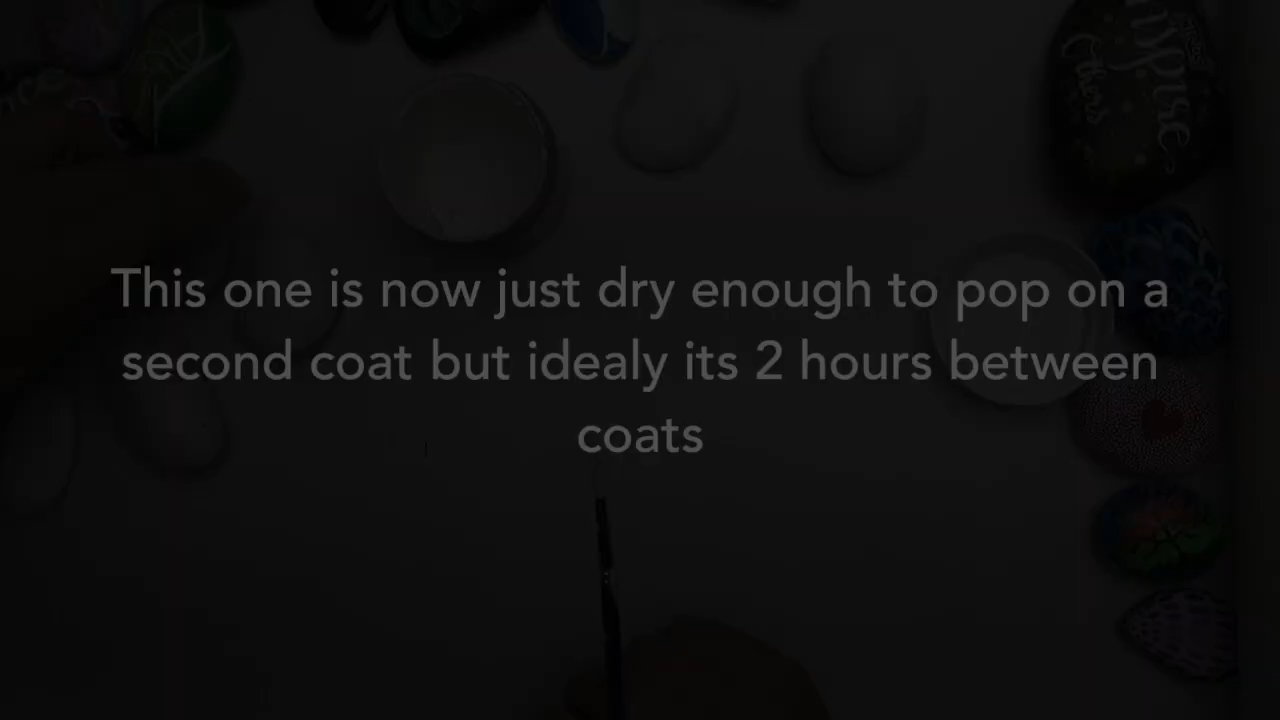 This one is now just dry enough to pop on a
second coat but idealy its 2 hours between
coats